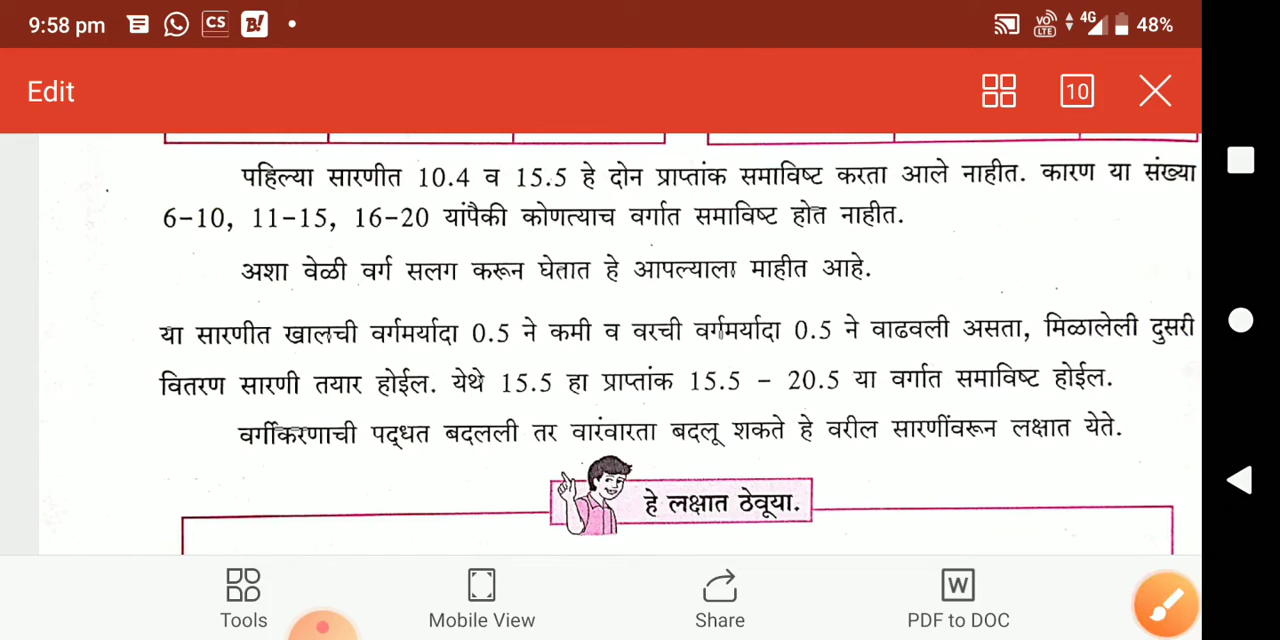 9:58 pm CS B! VO LTE 4G 48%
Edit 10
पहिल्या सारणीत 10.4 व 15.5 हे दोन प्राप्तांक समाविष्ट करता आले नाहीत. कारण या संख्या
6-10, 11-15, 16-20 यांपैकी कोणत्याच वर्गात समाविष्ट होत नाहीत.
अशा वेळी वर्ग सलग करून घेतात हे आपल्याला माहीत आहे.
या सारणीत खालची वर्गमर्यादा 0.5 ने कमी व वरची वर्गमर्यादा 0.5 ने वाढवली असता, मिळालेली दुसरी
वितरण सारणी तयार होईल. येथे 15.5 हा प्राप्तांक 15.5 - 20.5 या वर्गात समाविष्ट होईल.
वर्गीकरणाची पद्धत बदलली तर वारंवारता बदलू शकते हे वरील सारणींवरून लक्षात येते.
हे लक्षात ठेवूया.
W
Tools Mobile View Share PDF to DOC